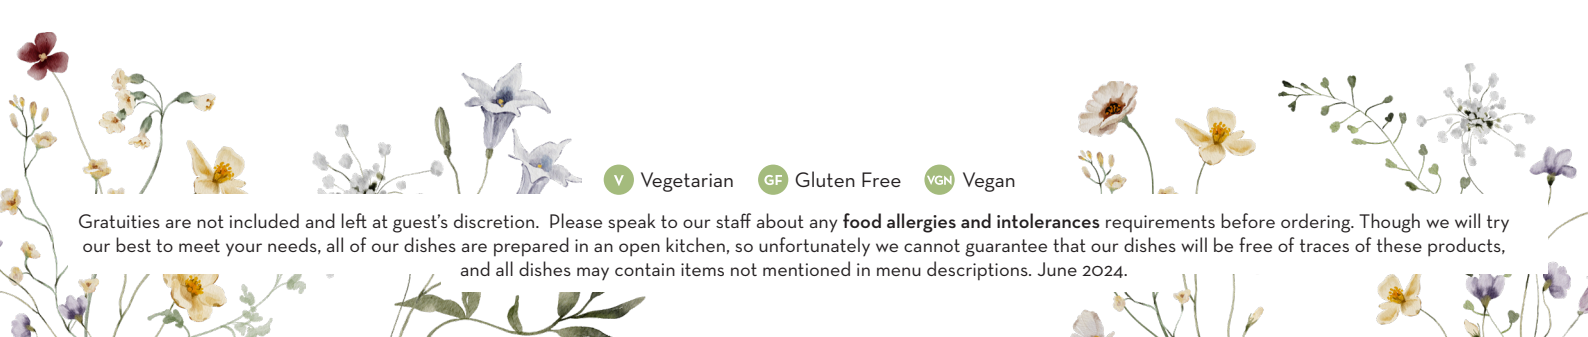 V Vegetarian GF Gluten Free VGN Vegan
Gratuities are not included and left at guest's discretion. Please speak to our staff about any food allergies and intolerances requirements before ordering. Though we will try
our best to meet your needs, all of our dishes are prepared in an open kitchen, so unfortunately we cannot guarantee that our dishes will be free of traces of these products,
and all dishes may contain items not mentioned in menu descriptions. June 2024.